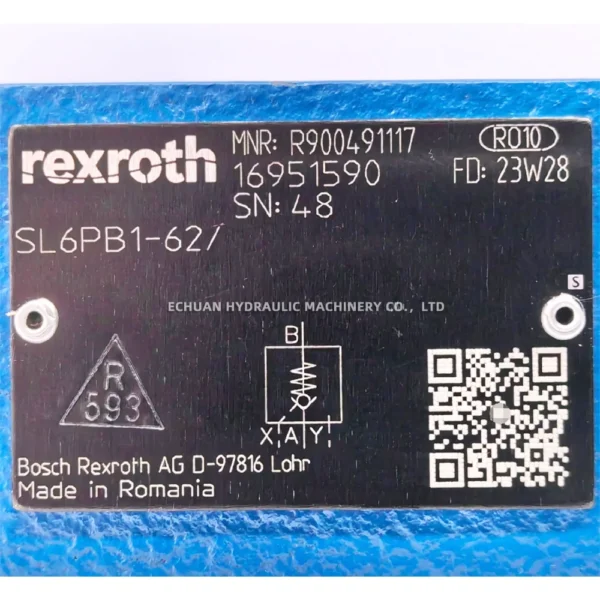 rexroth
MNR: R900491117
RO10
16951590
FD: 23W28
SN: 48
SL6PB1-62/
S
ECHUAN HYDRAULIC MACHINERY CO., LTD
R
593
B
X A Y
Bosch Rexroth AG D-97816 Lohr
Made in Romania